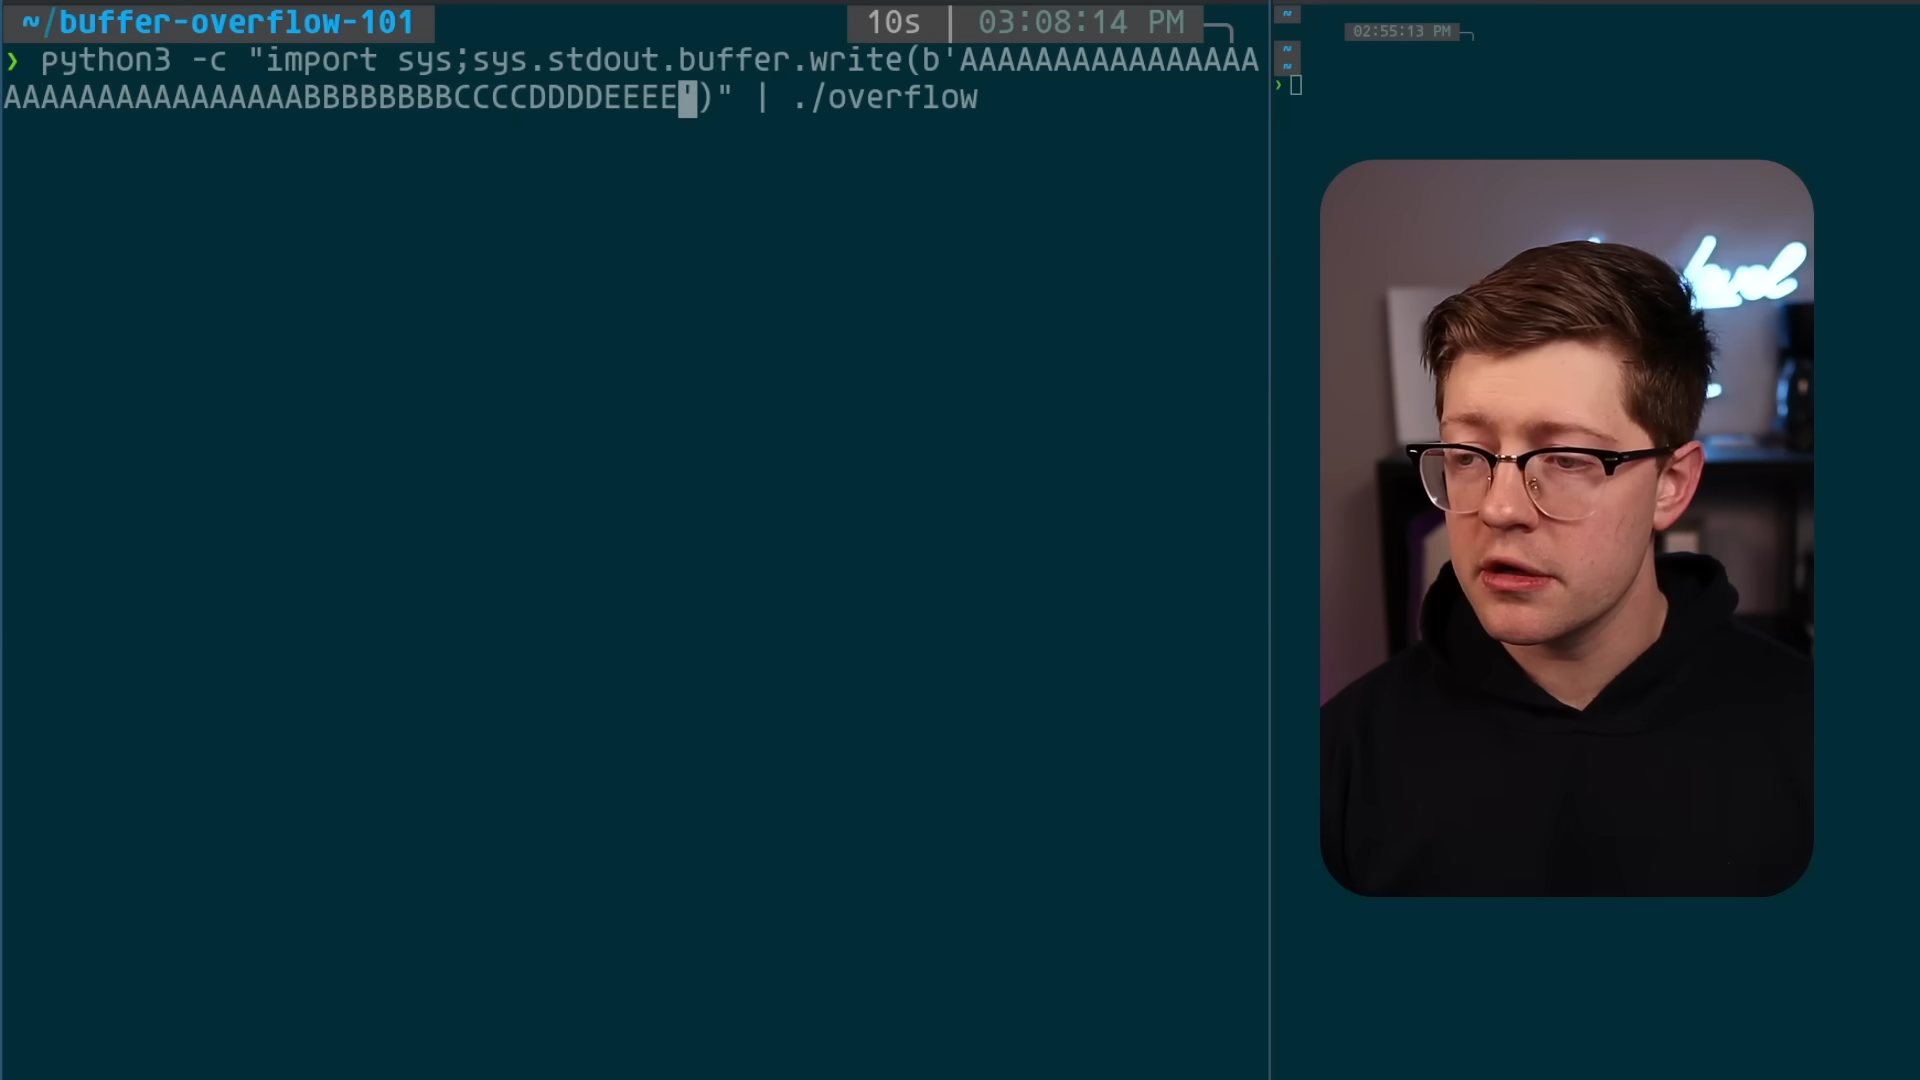 ~/buffer-overflow-101
10s | 03:08:14 PM
❯ python3 -c "import sys;sys.stdout.buffer.write(b'AAAAAAAAAAAAAAAA
AAAAAAAAAAAAAAAABBBBBBBBCCCCDDDDEEEE')" | ./overflow
~
02:55:13 PM
~
~
❯